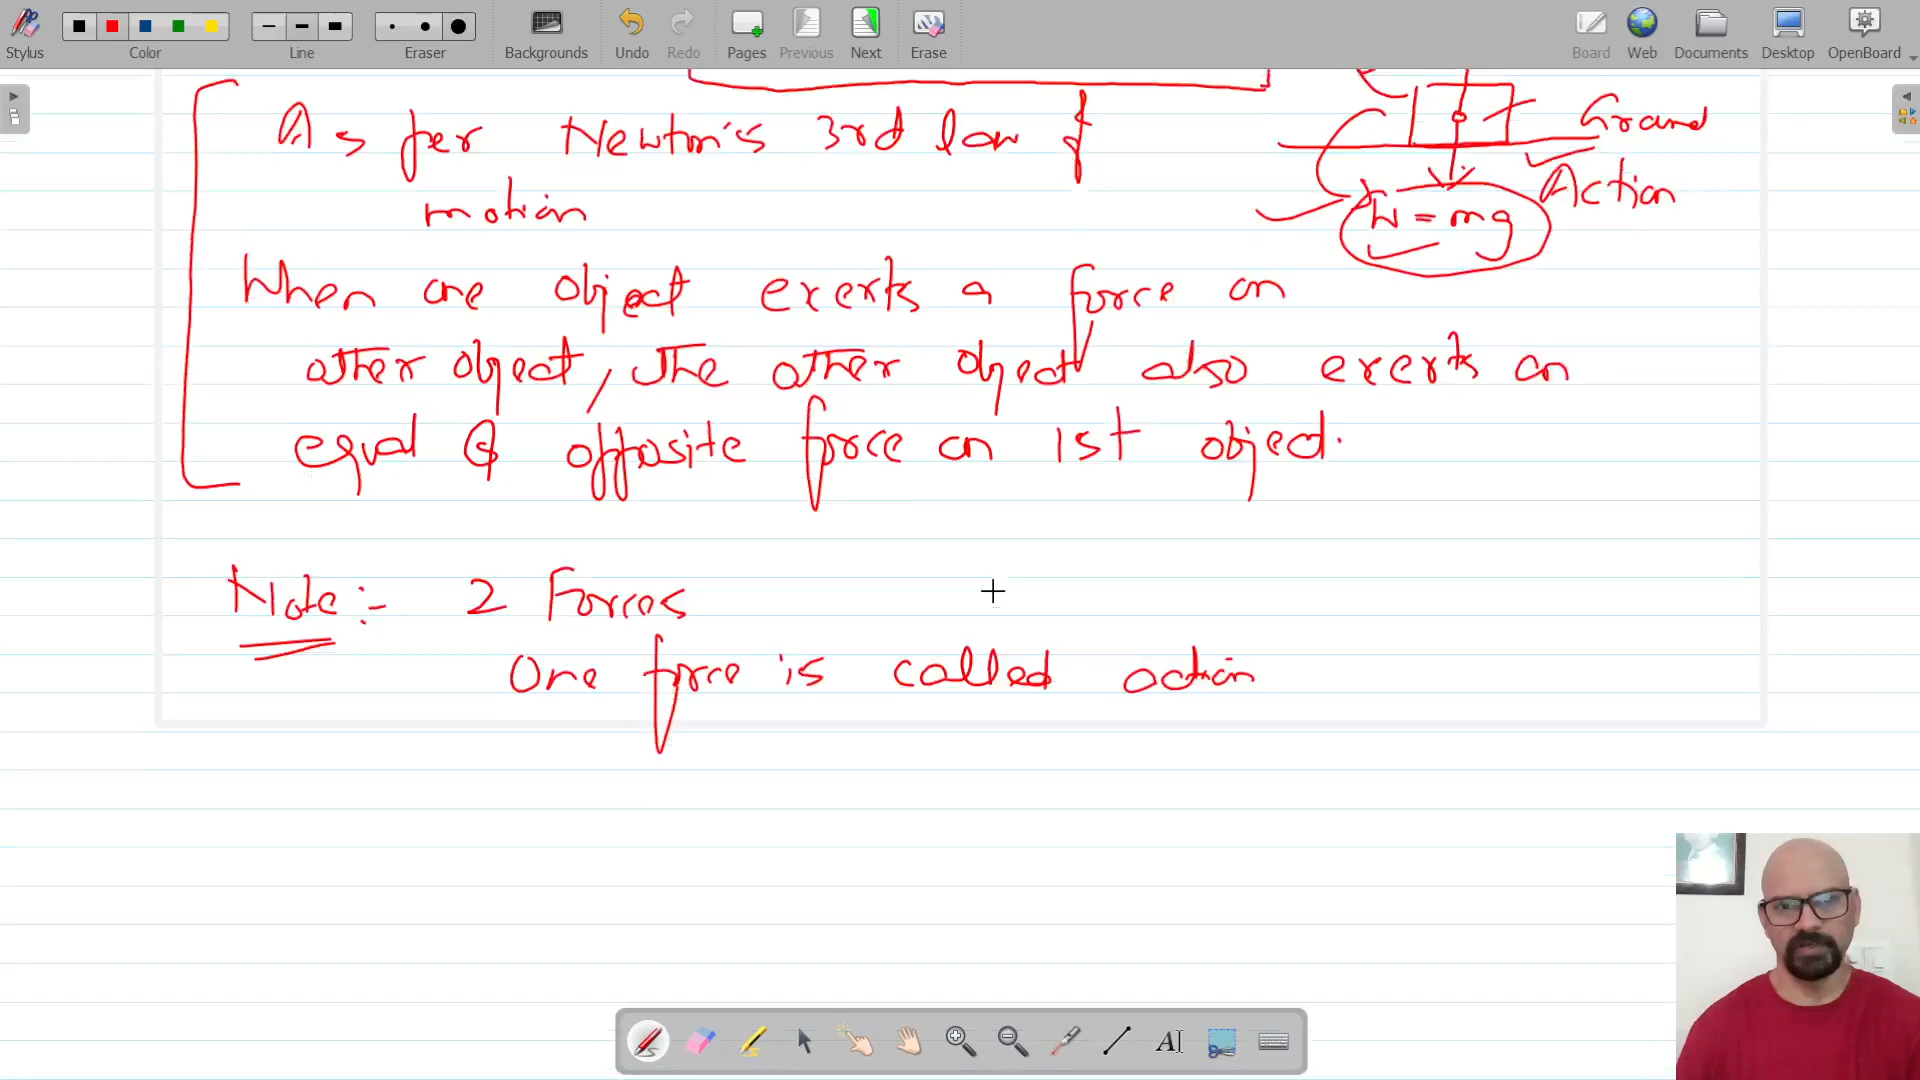 Stylus
Color
Line
Eraser
Backgrounds
Undo
Redo
Pages
Previous
Next
Erase
Board
Web
Documents
Desktop
OpenBoard
As per Newton's 3rd law of
motion
Ground
Action
W = mg
When one object exerts a force on
other object, the other object also exerts an
equal & opposite force on 1st object.
Note:- 2 Forces
One force is called action